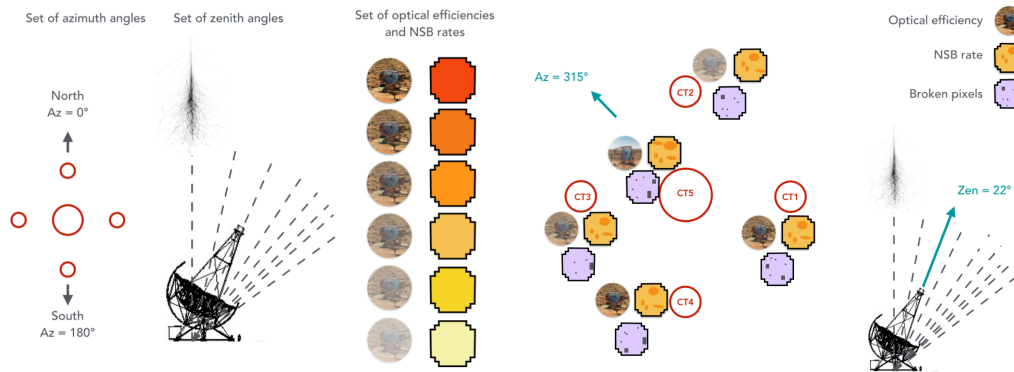 Set of azimuth angles
Set of zenith angles
Set of optical efficiencies
and NSB rates
North
Az = 0°
South
Az = 180°
Az = 315°
CT2
CT5
CT3
CT1
CT4
Optical efficiency
NSB rate
Broken pixels
Zen = 22°